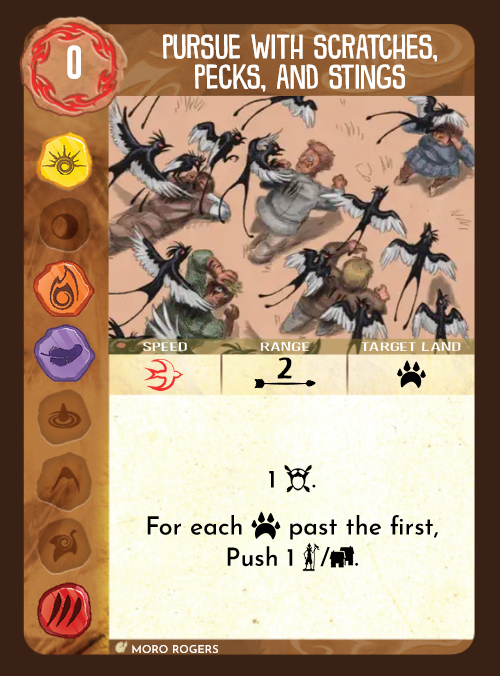 0
PURSUE WITH SCRATCHES,
PECKS, AND STINGS
SPEED RANGE TARGET LAND
2
1 .
For each past the first,
Push 1 / .
MORO ROGERS